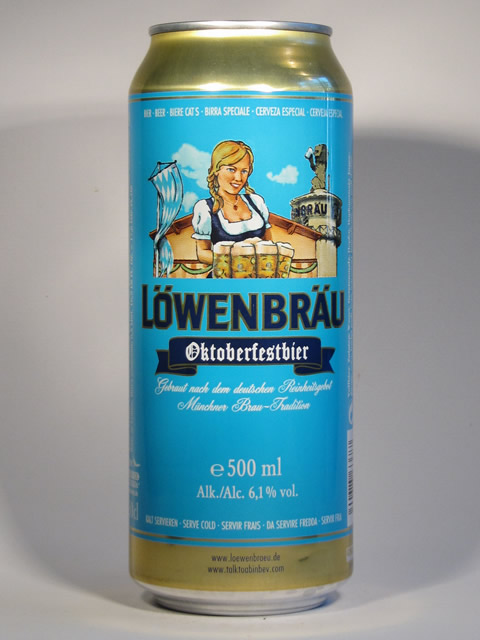 BIER · BEER · BIERE CAT S · BIRRA SPECIALE · CERVEZA ESPECIAL · CERVEJA ESPECIAL
BRÄU
LÖWENBRÄU
Oktoberfestbier
Gebraut nach dem deutschen Reinheitsgebot
Münchner Brau-Tradition
e 500 ml
Alk./Alc. 6,1% vol.
KALT SERVIEREN · SERVE COLD · SERVIR FRAIS · DA SERVIRE FREDDA · SERVIR
www.loewenbraeu.de
www.talktoabinbev.com